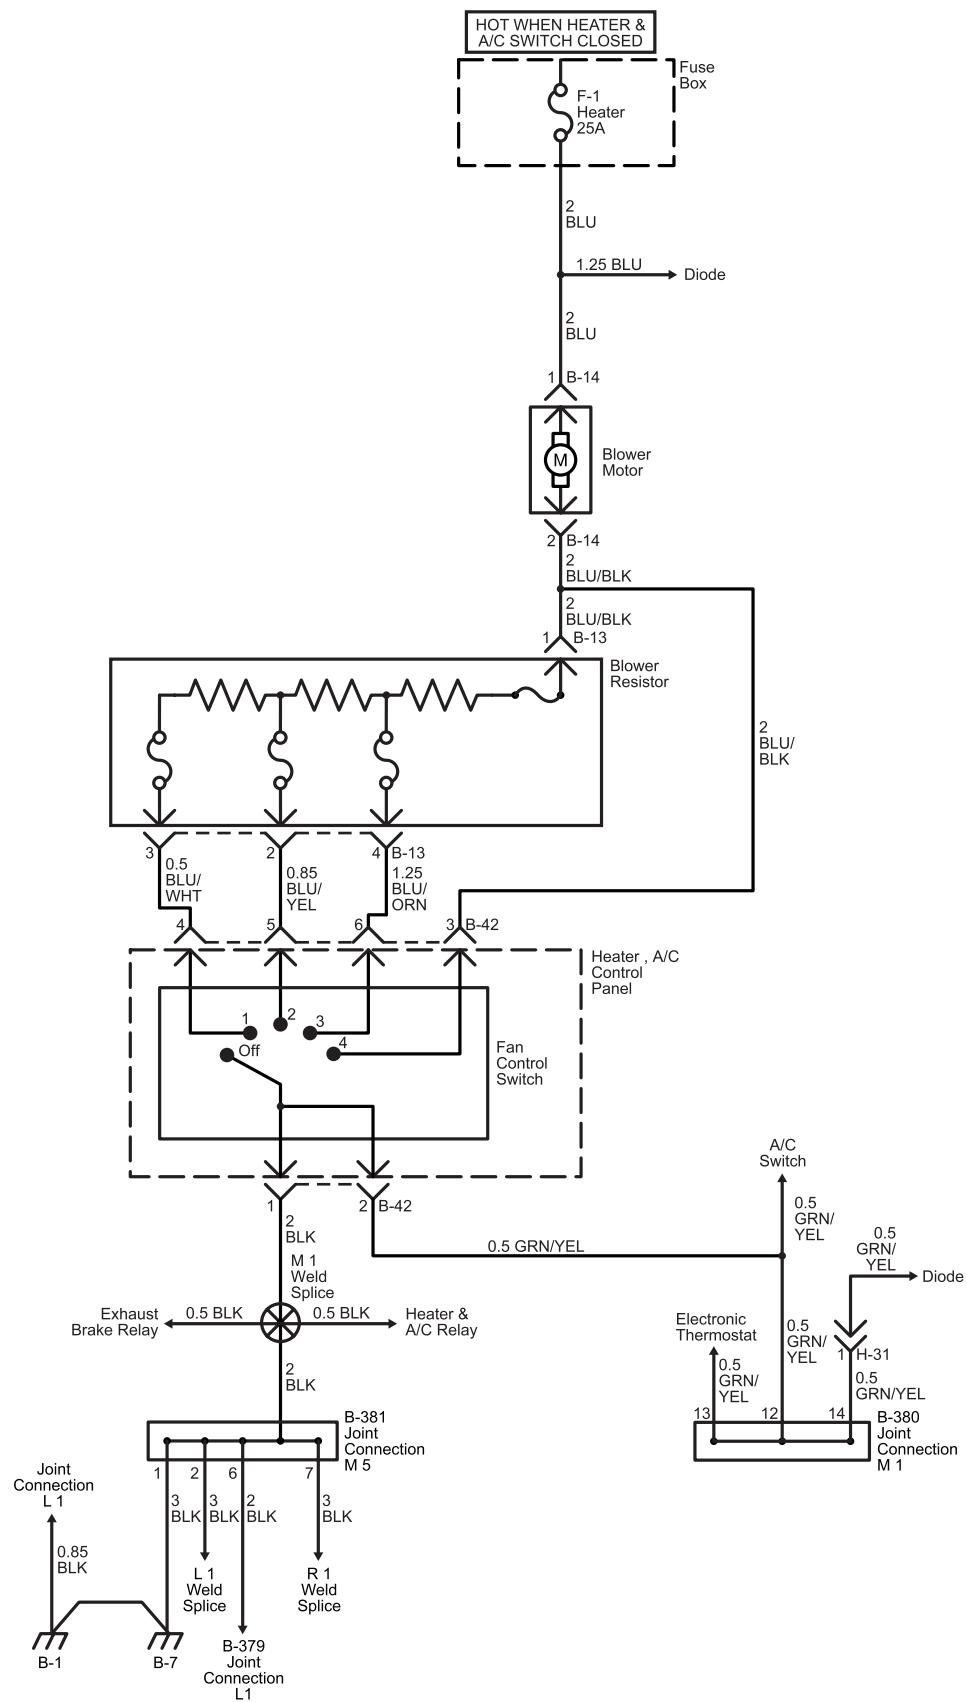 HOT WHEN HEATER &
A/C SWITCH CLOSED
Fuse
Box
F-1
Heater
25A
2
BLU
1.25 BLU
Diode
2
BLU
1 B-14
M
Blower
Motor
2 B-14
2
BLU/BLK
2
BLU/BLK
1 B-13
Blower
Resistor
2
BLU/
BLK
3
2
4 B-13
0.5
BLU/
WHT
0.85
BLU/
YEL
1.25
BLU/
ORN
4
5
6
3 B-42
Heater , A/C
Control
Panel
1
2
3
4
Off
Fan
Control
Switch
1
2 B-42
2
BLK
A/C
Switch
0.5
GRN/
YEL
0.5 GRN/YEL
0.5
GRN/
YEL
Diode
M 1
Weld
Splice
Exhaust
Brake Relay
0.5 BLK
0.5 BLK
Heater &
A/C Relay
Electronic
Thermostat
0.5
GRN/
YEL
0.5
GRN/
YEL
1 H-31
0.5
GRN/YEL
2
BLK
13
12
14
B-380
Joint
Connection
M 1
B-381
Joint
Connection
M 5
1
2
6
7
Joint
Connection
L 1
3
BLK
3
BLK
2
BLK
3
BLK
0.85
BLK
L 1
Weld
Splice
R 1
Weld
Splice
B-1
B-7
B-379
Joint
Connection
L1